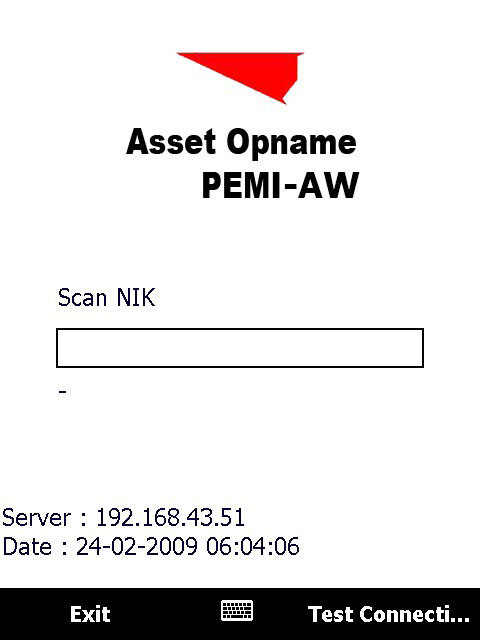 Asset Opname
PEMI-AW
Scan NIK
-
Server : 192.168.43.51
Date : 24-02-2009 06:04:06
Exit
Test Connecti...